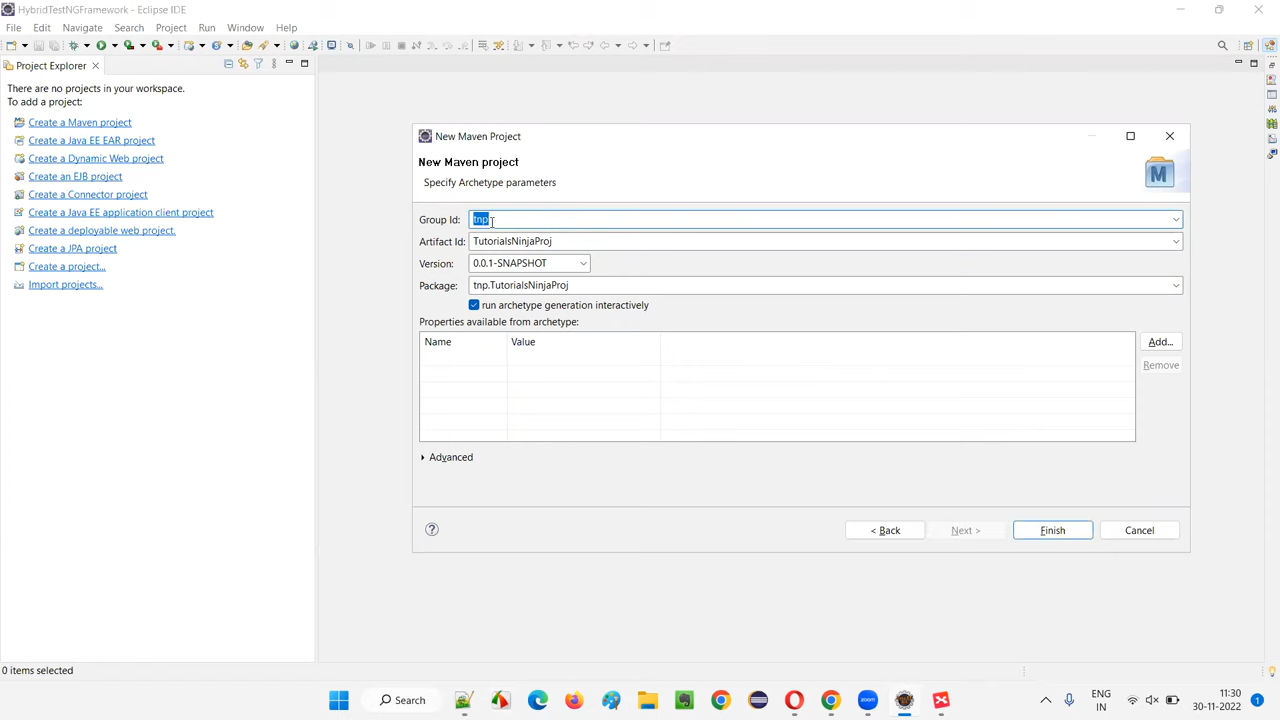 HybridTestNGFramework - Eclipse IDE
File Edit Navigate Search Project Run Window Help
Project Explorer
There are no projects in your workspace.
To add a project:
Create a Maven project
Create a Java EE EAR project
Create a Dynamic Web project
Create an EJB project
Create a Connector project
Create a Java EE application client project
Create a deployable web project.
Create a JPA project
Create a project...
Import projects...
New Maven Project
New Maven project
Specify Archetype parameters
M
Group Id: tnp
Artifact Id: TutorialsNinjaProj
Version: 0.0.1-SNAPSHOT
Package: tnp.TutorialsNinjaProj
run archetype generation interactively
Properties available from archetype:
Name Value
Add...
Remove
Advanced
< Back Next > Finish Cancel
0 items selected
Search
ENG
IN
11:30
30-11-2022